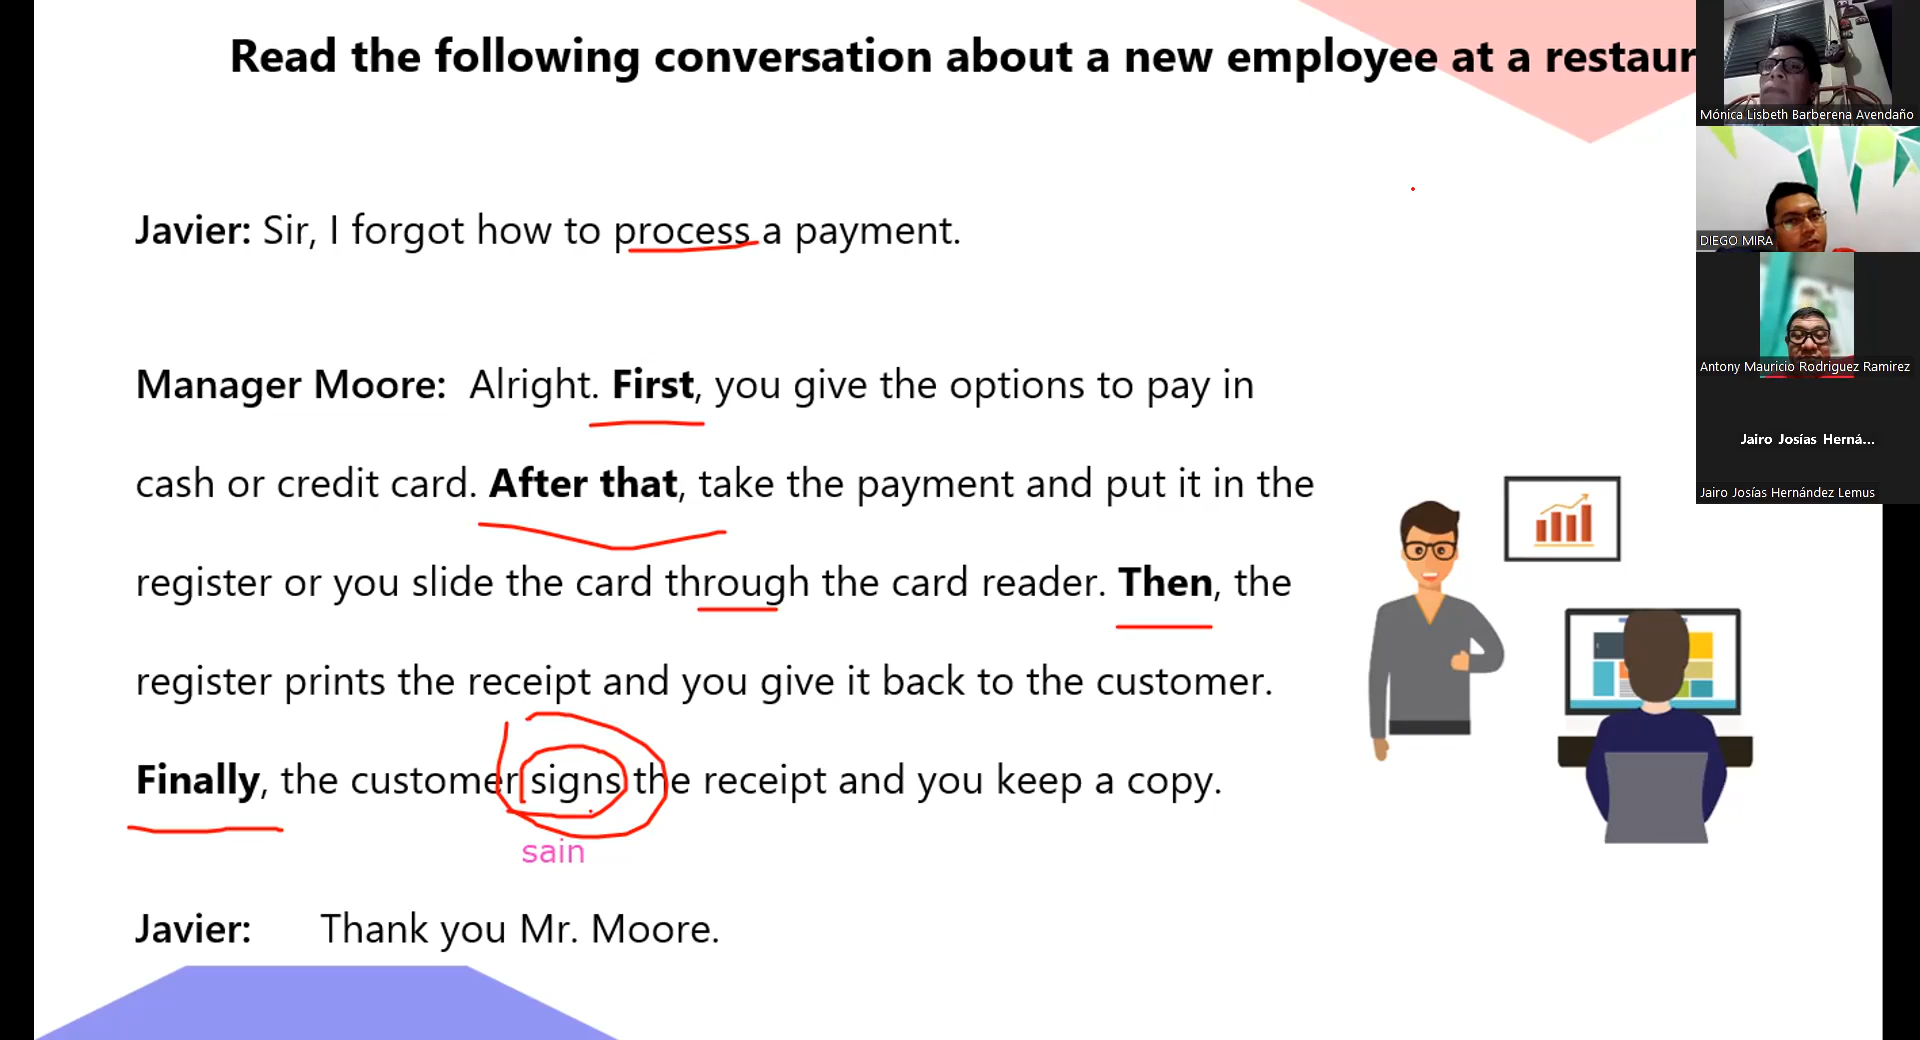 Read the following conversation about a new employee at a restaur
Javier: Sir, I forgot how to process a payment.
Manager Moore: Alright. First, you give the options to pay in
cash or credit card. After that, take the payment and put it in the
register or you slide the card through the card reader. Then, the
register prints the receipt and you give it back to the customer.
Finally, the customer signs the receipt and you keep a copy.
sain
Javier: Thank you Mr. Moore.
Mónica Lisbeth Barberena Avendaño
DIEGO MIRA
Antony Mauricio Rodriguez Ramirez
Jairo Josías Herná...
Jairo Josías Hernández Lemus